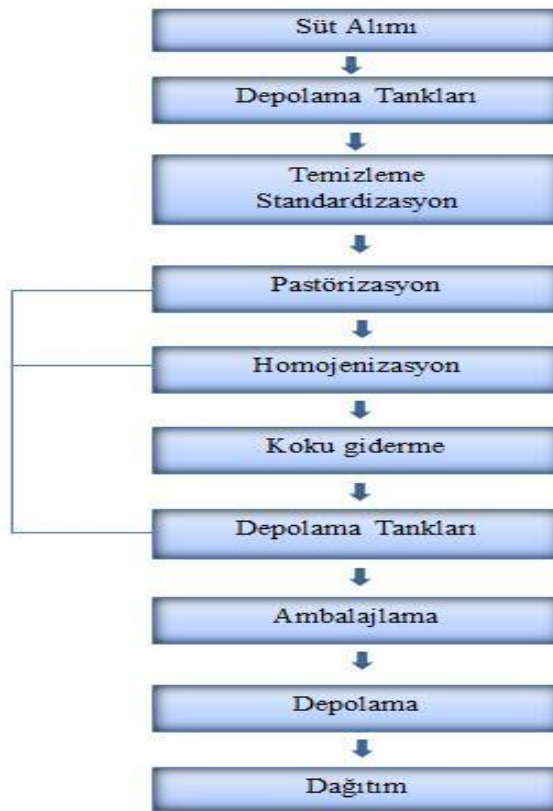 Süt Alımı
Depolama Tankları
Temizleme
Standardizasyon
Pastörizasyon
Homojenizasyon
Koku giderme
Depolama Tankları
Ambalajlama
Depolama
Dağıtım